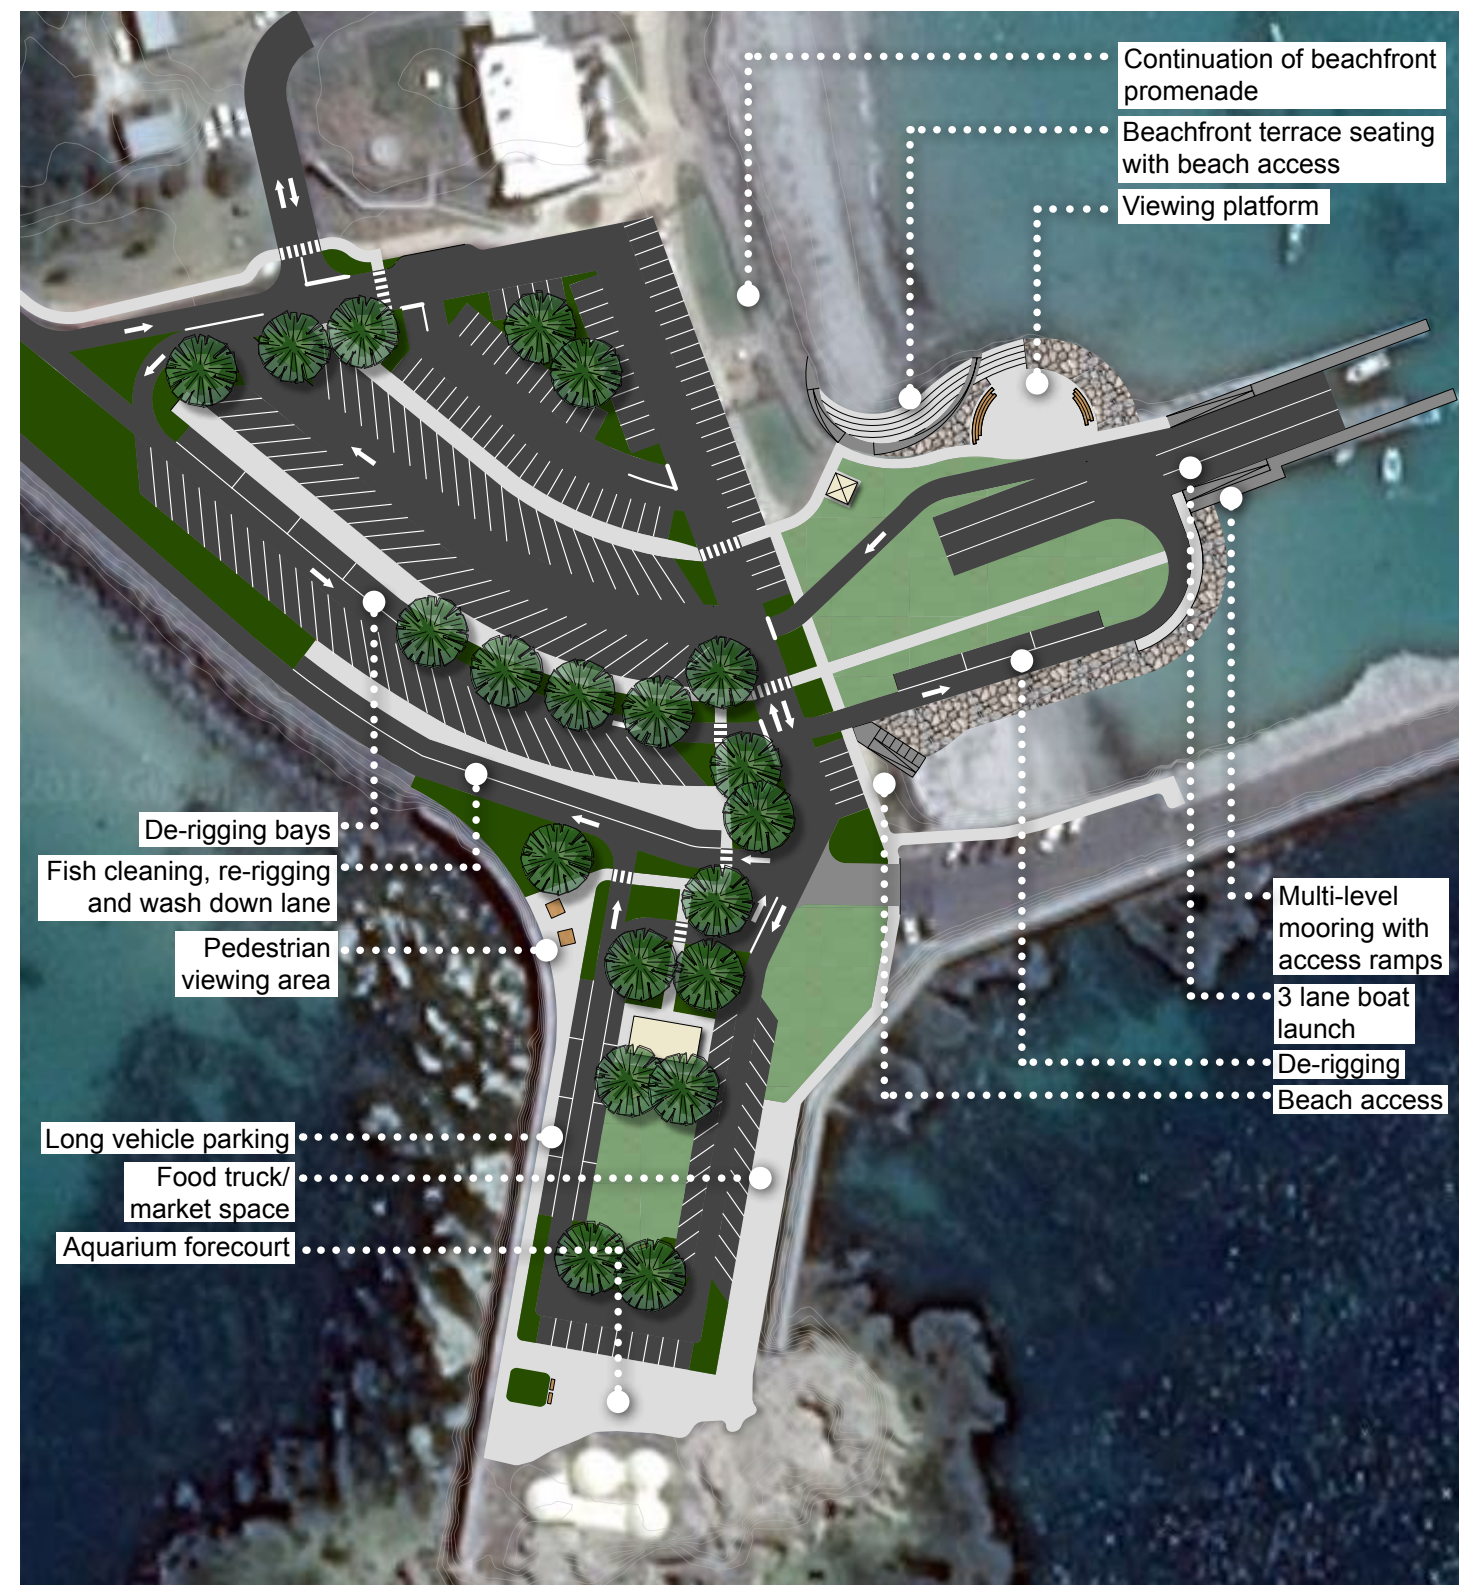 Continuation of beachfront
promenade
Beachfront terrace seating
with beach access
Viewing platform
De-rigging bays
Fish cleaning, re-rigging
and wash down lane
Pedestrian
viewing area
Multi-level
mooring with
access ramps
3 lane boat
launch
De-rigging
Beach access
Long vehicle parking
Food truck/
market space
Aquarium forecourt